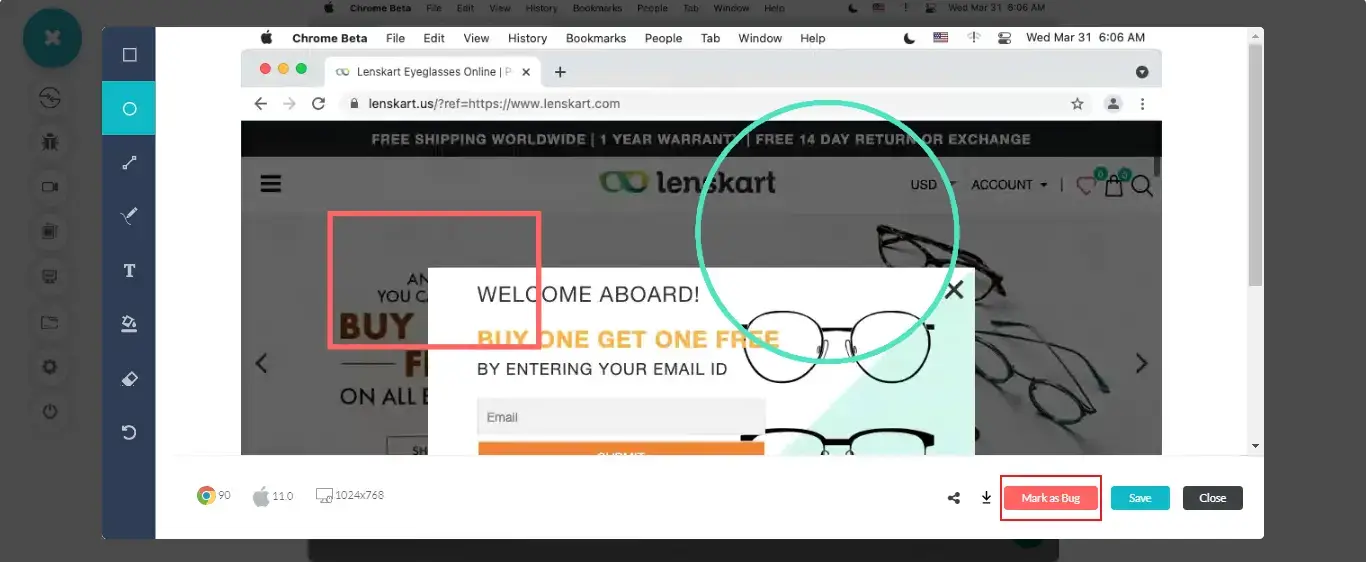 Chrome Beta File Edit View History Bookmarks People Tab Window Help Wed Mar 31 8:06 AM
Chrome Beta File Edit View History Bookmarks People Tab Window Help Wed Mar 31 6:06 AM
Lenskart Eyeglasses Online | P
lenskart.us/?ref=https://www.lenskart.com
FREE SHIPPING WORLDWIDE | 1 YEAR WARRANTY | FREE 14 DAY RETURN OR EXCHANGE
lenskart USD ACCOUNT | 0 0
AN
YOU CA
BUY
F
ON ALL E
SH
WELCOME ABOARD!
BUY ONE GET ONE FREE
BY ENTERING YOUR EMAIL ID
Email
SUBMIT
T
90 11.0 1024x768
Mark as Bug Save Close